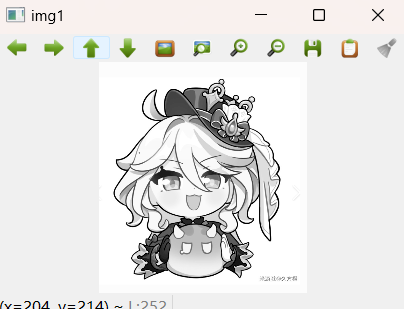 img1
(x=204, y=214) ~ L:252